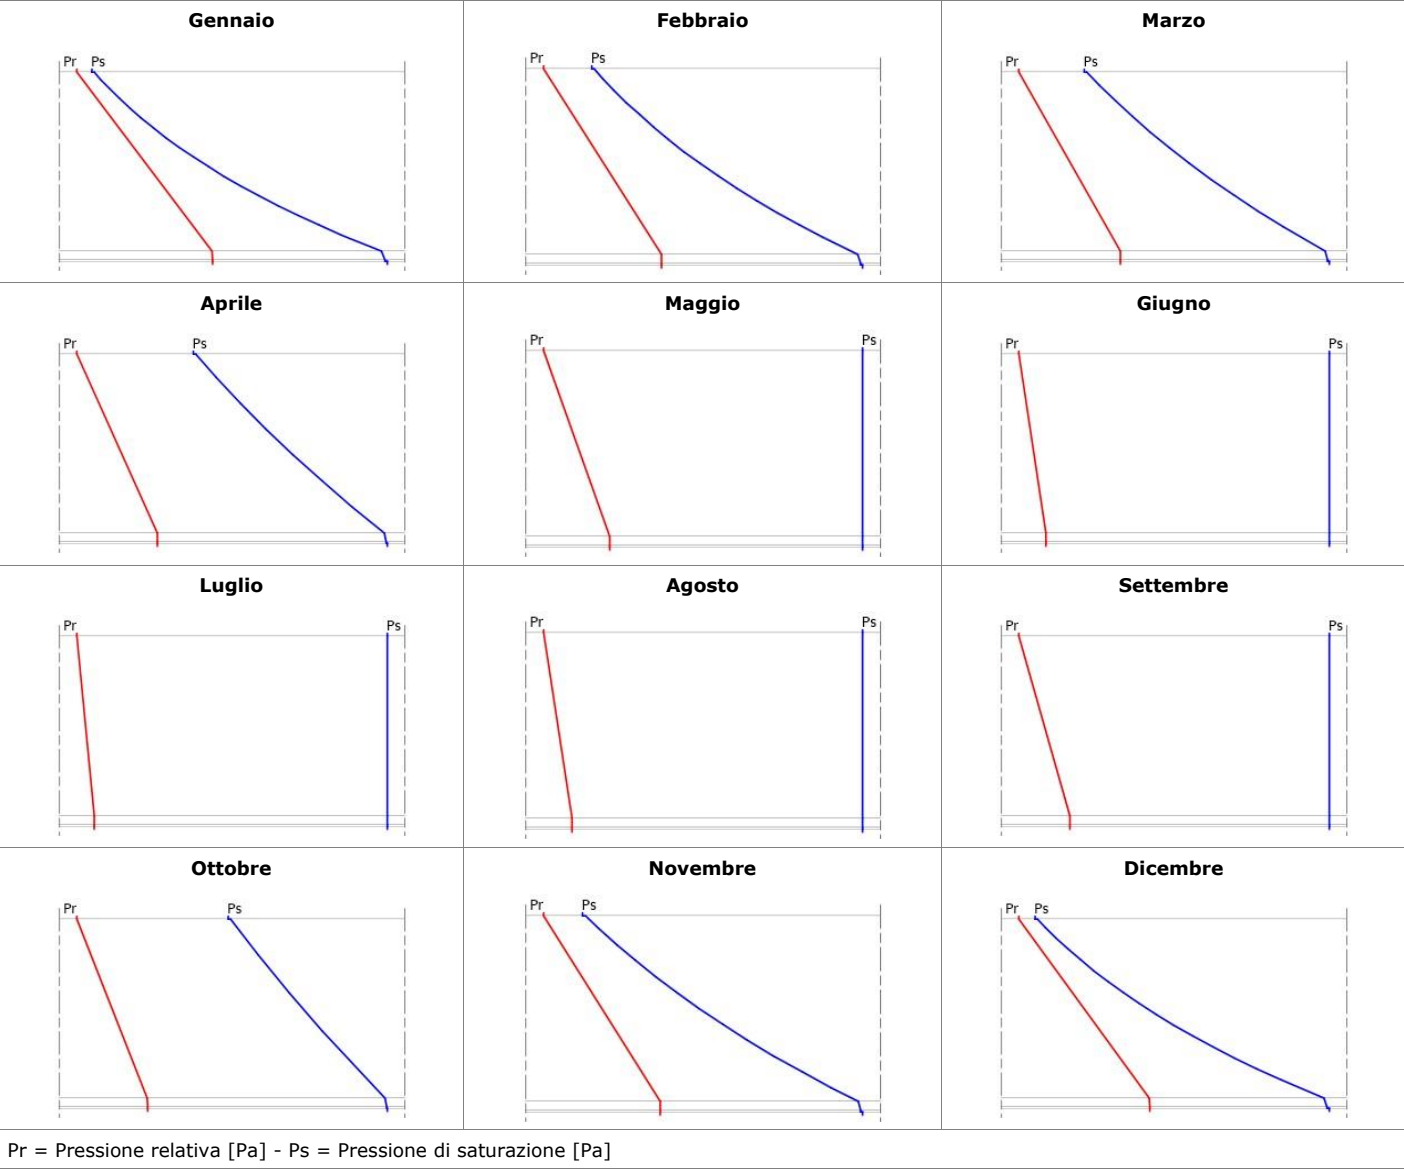 Gennaio
Febbraio
Marzo
Pr Ps
Pr Ps
Pr Ps
Aprile
Maggio
Giugno
Pr Ps
Pr Ps
Pr Ps
Luglio
Agosto
Settembre
Pr Ps
Pr Ps
Pr Ps
Ottobre
Novembre
Dicembre
Pr Ps
Pr Ps
Pr Ps
Pr = Pressione relativa [Pa] - Ps = Pressione di saturazione [Pa]